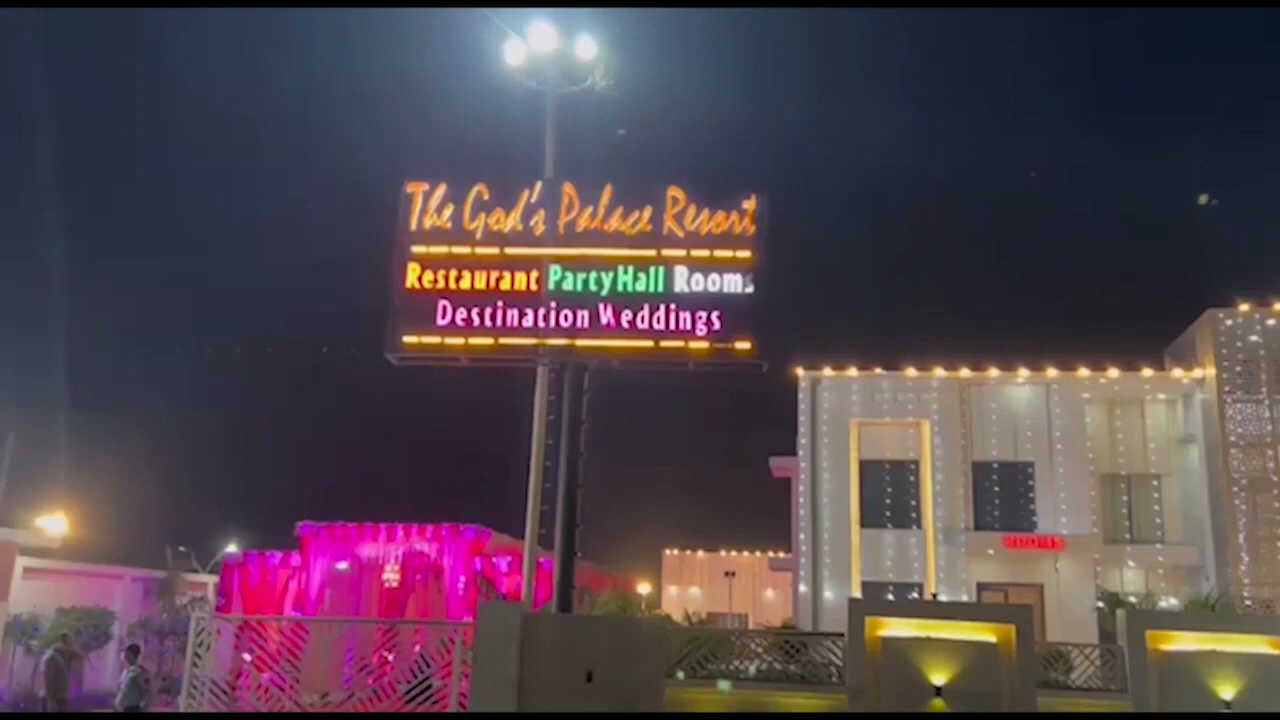 The God's Palace Resort
Restaurant PartyHall Rooms
Destination Weddings